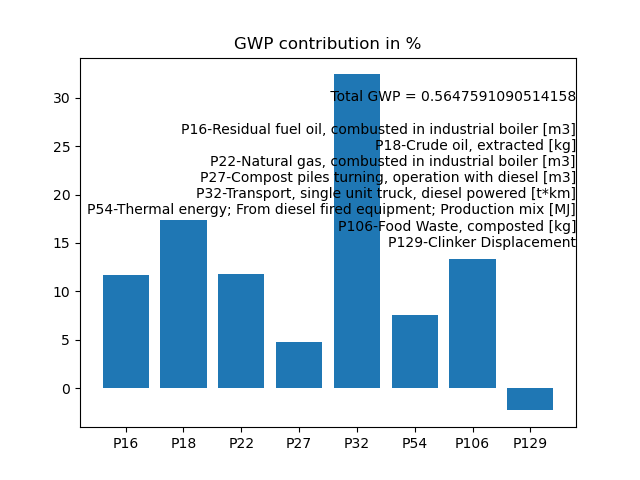 GWP contribution in %
Total GWP = 0.5647591090514158
P16-Residual fuel oil, combusted in industrial boiler [m3]
P18-Crude oil, extracted [kg]
P22-Natural gas, combusted in industrial boiler [m3]
P27-Compost piles turning, operation with diesel [m3]
P32-Transport, single unit truck, diesel powered [t*km]
P54-Thermal energy; From diesel fired equipment; Production mix [MJ]
P106-Food Waste, composted [kg]
P129-Clinker Displacement
30
25
20
15
10
5
0
P16 P18 P22 P27 P32 P54 P106 P129